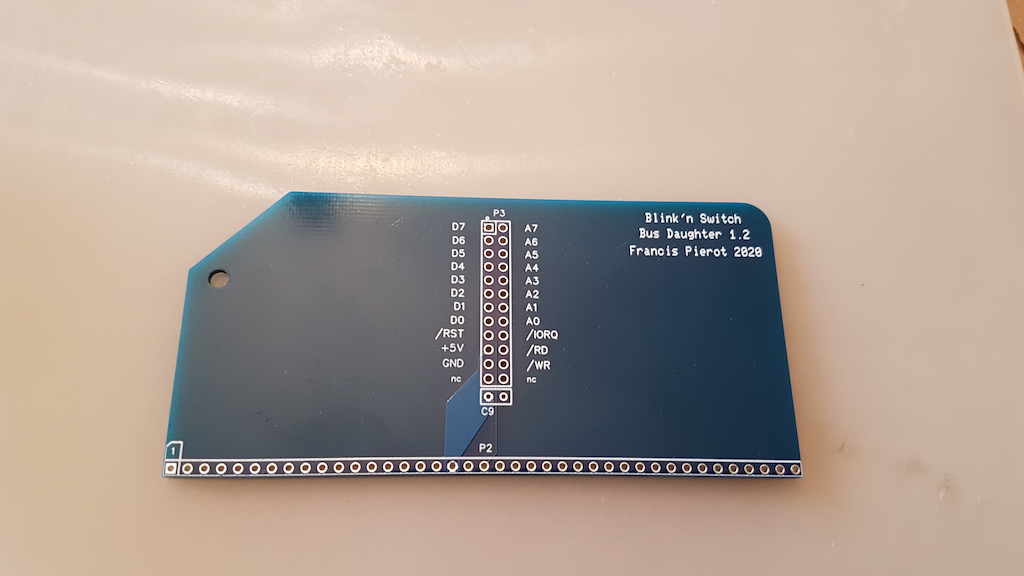 Blink'n Switch
Bus Daughter 1.2
Francis Pierot 2020
P3
D7 A7
D6 A6
D5 A5
D4 A4
D3 A3
D2 A2
D1 A1
D0 A0
/RST /IORQ
+5V /RD
GND /WR
nc nc
C9
P2
1